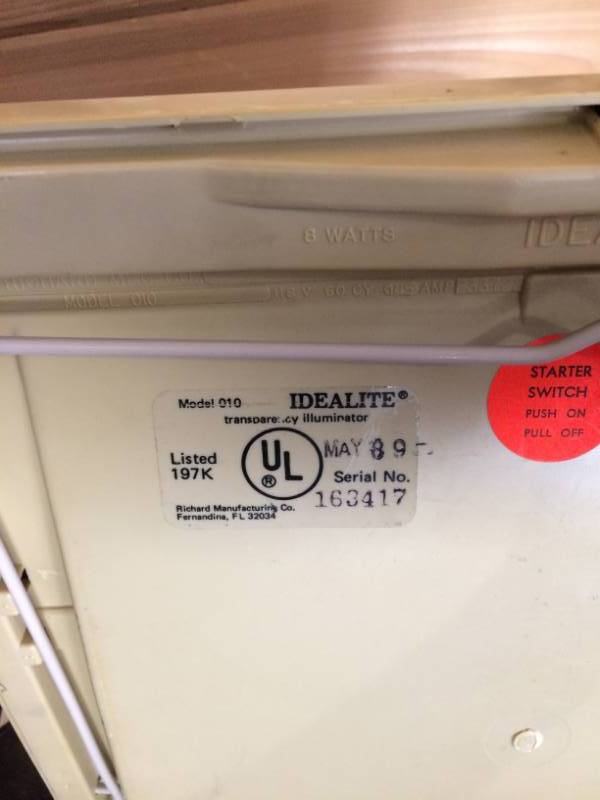 8 WATTS
IDE
MODEL 010
STARTER
SWITCH
PUSH ON
PULL OFF
Model 010 IDEALITE®
transparency illuminator
Listed
197K
UL
®
MAY 89
Serial No.
163417
Richard Manufacturing Co.
Fernandina, FL 32034